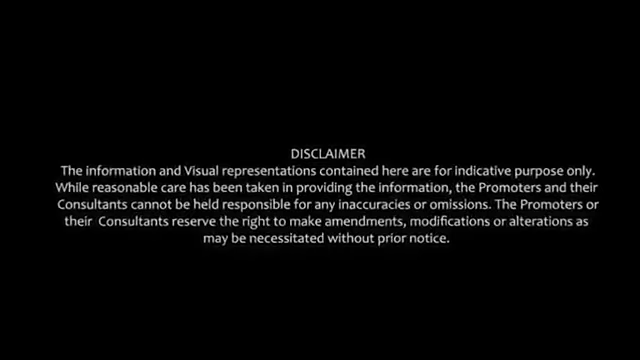 DISCLAIMER
The information and Visual representations contained here are for indicative purpose only.
While reasonable care has been taken in providing the information, the Promoters and their
Consultants cannot be held responsible for any inaccuracies or omissions. The Promoters or
their Consultants reserve the right to make amendments, modifications or alterations as
may be necessitated without prior notice.